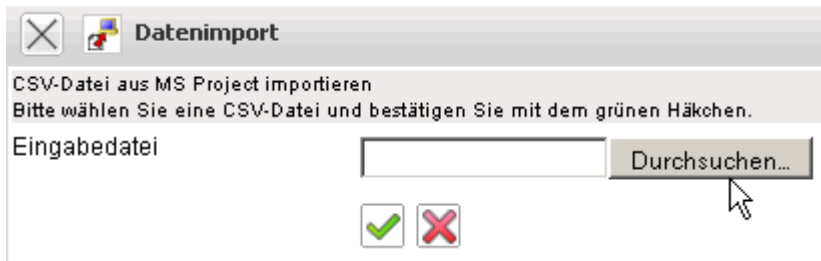 Datenimport
CSV-Datei aus MS Project importieren
Bitte wählen Sie eine CSV-Datei und bestätigen Sie mit dem grünen Häkchen.
Eingabedatei
Durchsuchen...